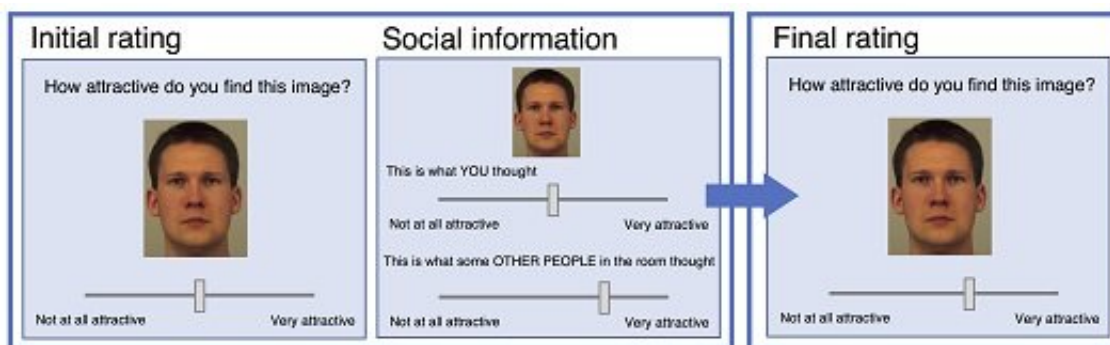 Initial rating
How attractive do you find this image?
Not at all attractive
Very attractive
Social information
This is what YOU thought
Not at all attractive
Very attractive
This is what some OTHER PEOPLE in the room thought
Not at all attractive
Very attractive
Final rating
How attractive do you find this image?
Not at all attractive
Very attractive